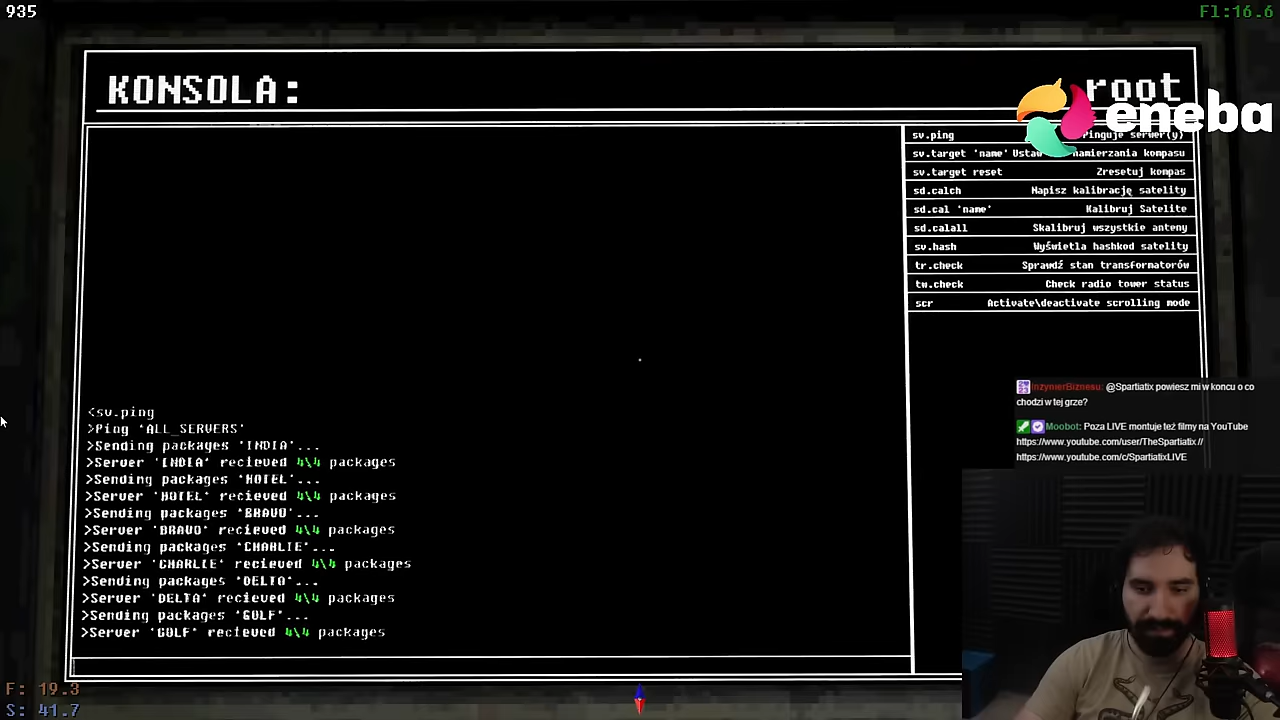 935
Fl:16.6
KONSOLA:
root
eneba
sv.ping Pinguje serwer(y)
sv.target 'name' Ustaw namierzania kompasu
sv.target reset Zresetuj kompas
sd.calch Napisz kalibrację satelity
sd.cal 'name' Kalibruj Satelite
sd.calall Skalibruj wszystkie anteny
sv.hash Wyświetla hashkod satelity
tr.check Sprawdź stan transformatorów
tw.check Check radio tower status
scr Activate\deactivate scrolling mode
<sv.ping
>Ping 'ALL_SERVERS'
>Sending packages 'INDIA'...
>Server 'INDIA' recieved 4\4 packages
>Sending packages 'HOTEL'...
>Server 'HOTEL' recieved 4\4 packages
>Sending packages 'BRAVO'...
>Server 'BRAVO' recieved 4\4 packages
>Sending packages 'CHARLIE'...
>Server 'CHARLIE' recieved 4\4 packages
>Sending packages 'DELTA'...
>Server 'DELTA' recieved 4\4 packages
>Sending packages 'GOLF'...
>Server 'GOLF' recieved 4\4 packages
InzynierBiznesu: @Spartiatix powiesz mi w koncu o co
chodzi w tej grze?
Moobot: Poza LIVE montuje też filmy na YouTube
https://www.youtube.com/user/TheSpartiatix //
https://www.youtube.com/c/SpartiatixLIVE
F: 19.3
S: 41.7